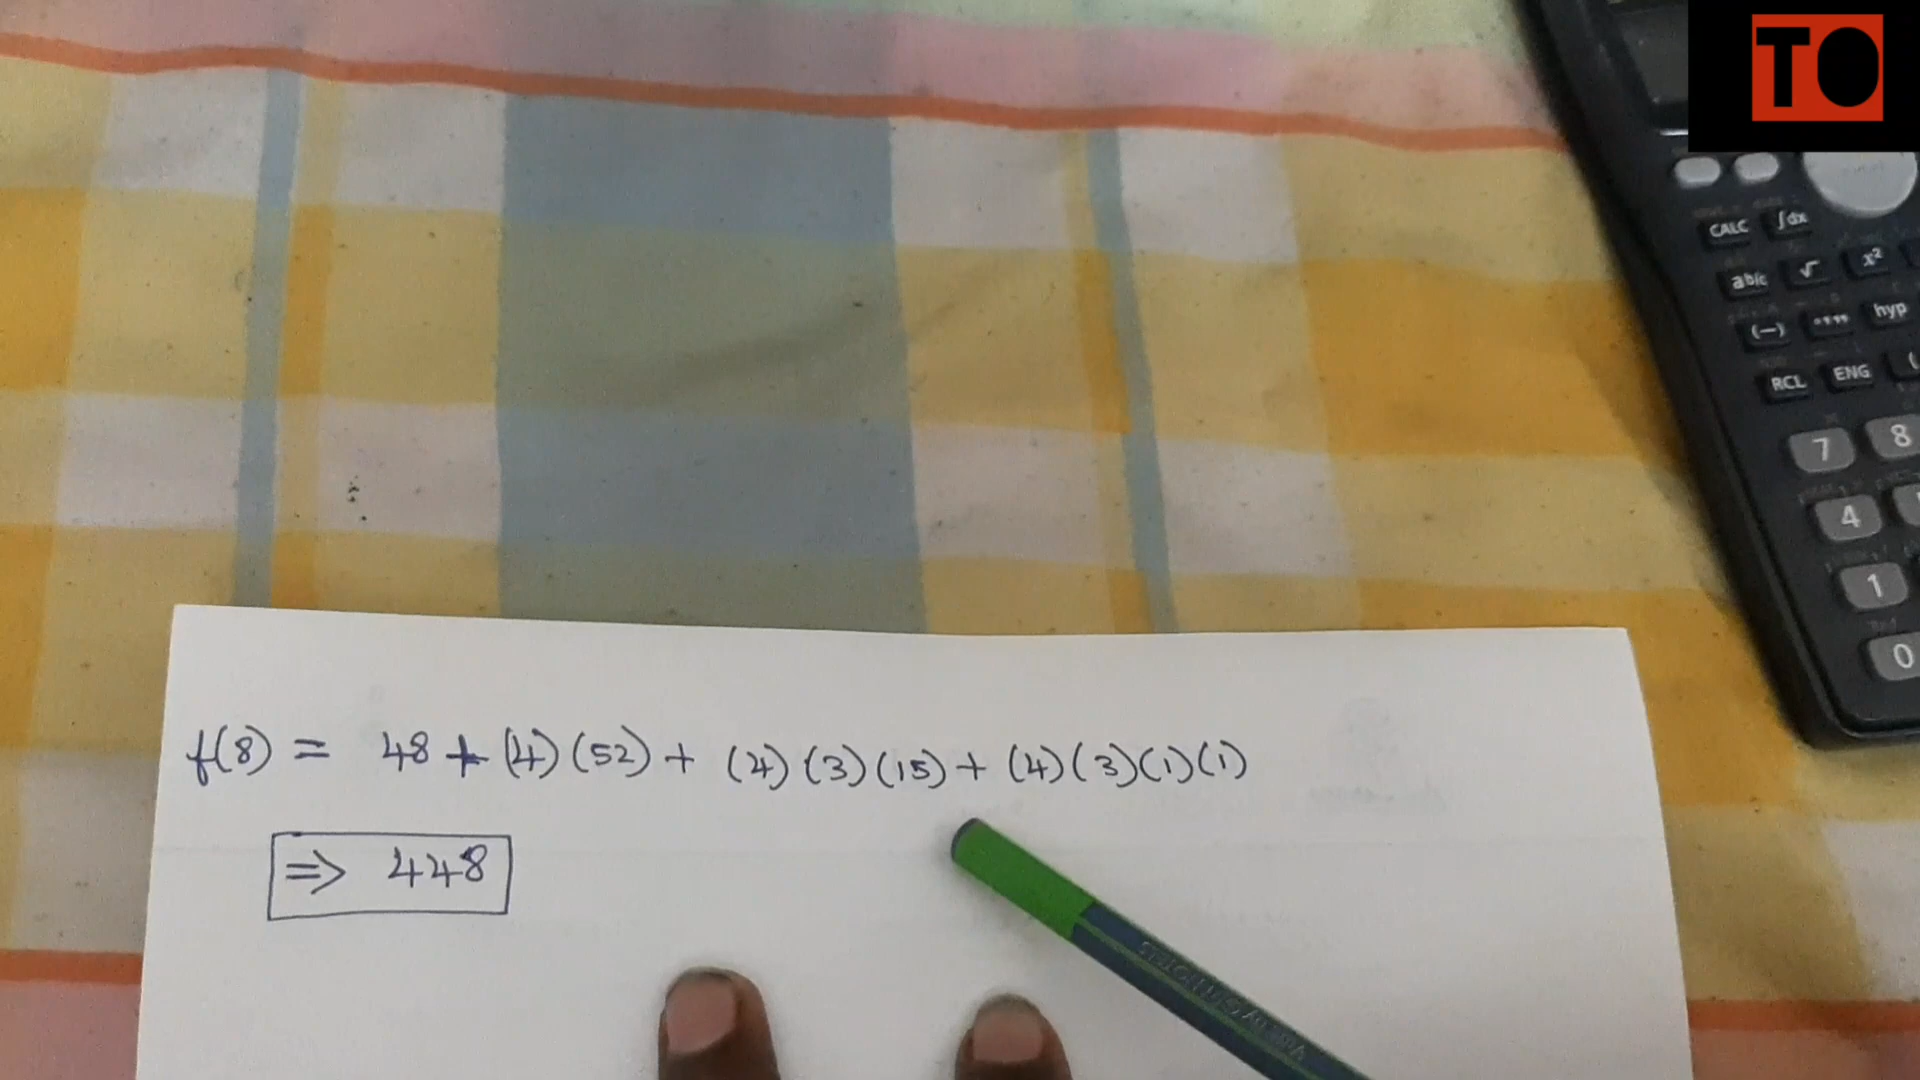 TO
CALC ∫dx
ab/c √ x²
(–) °'" hyp
RCL ENG (
7 8
4
1
0
f(8) = 48 + (4)(52) + (4)(3)(15) + (4)(3)(1)(1)
⇒ 448